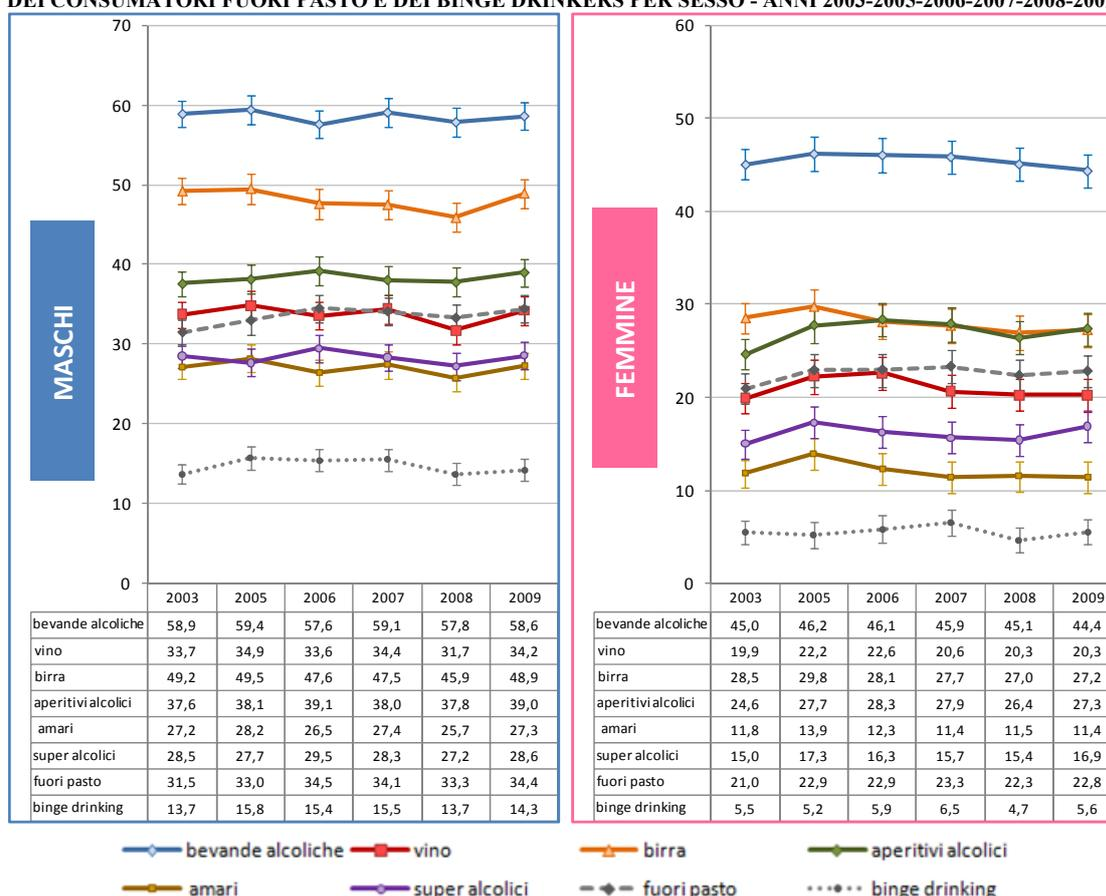 DEI CONSUMATORI FUORI PASTO E DEI BINGE DRINKERS PER SESSO - ANNI 2003-2005-2006-2007-2008-200
70
60
50
40
30
20
10
0
MASCHI
2003 2005 2006 2007 2008 2009
bevande alcoliche 58,9 59,4 57,6 59,1 57,8 58,6
vino 33,7 34,9 33,6 34,4 31,7 34,2
birra 49,2 49,5 47,6 47,5 45,9 48,9
aperitivi alcolici 37,6 38,1 39,1 38,0 37,8 39,0
amari 27,2 28,2 26,5 27,4 25,7 27,3
super alcolici 28,5 27,7 29,5 28,3 27,2 28,6
fuori pasto 31,5 33,0 34,5 34,1 33,3 34,4
binge drinking 13,7 15,8 15,4 15,5 13,7 14,3
60
50
40
30
20
10
0
FEMMINE
2003 2005 2006 2007 2008 2009
bevande alcoliche 45,0 46,2 46,1 45,9 45,1 44,4
vino 19,9 22,2 22,6 20,6 20,3 20,3
birra 28,5 29,8 28,1 27,7 27,0 27,2
aperitivi alcolici 24,6 27,7 28,3 27,9 26,4 27,3
amari 11,8 13,9 12,3 11,4 11,5 11,4
super alcolici 15,0 17,3 16,3 15,7 15,4 16,9
fuori pasto 21,0 22,9 22,9 23,3 22,3 22,8
binge drinking 5,5 5,2 5,9 6,5 4,7 5,6
bevande alcoliche vino birra aperitivi alcolici
amari super alcolici fuori pasto binge drinking